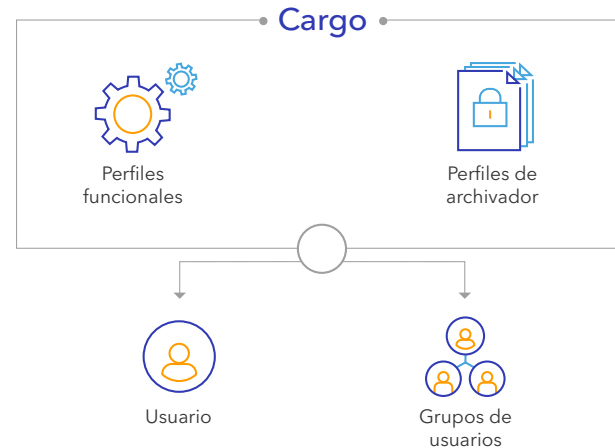 Cargo
Perfiles
funcionales
Perfiles de
archivador
Usuario
Grupos de
usuarios